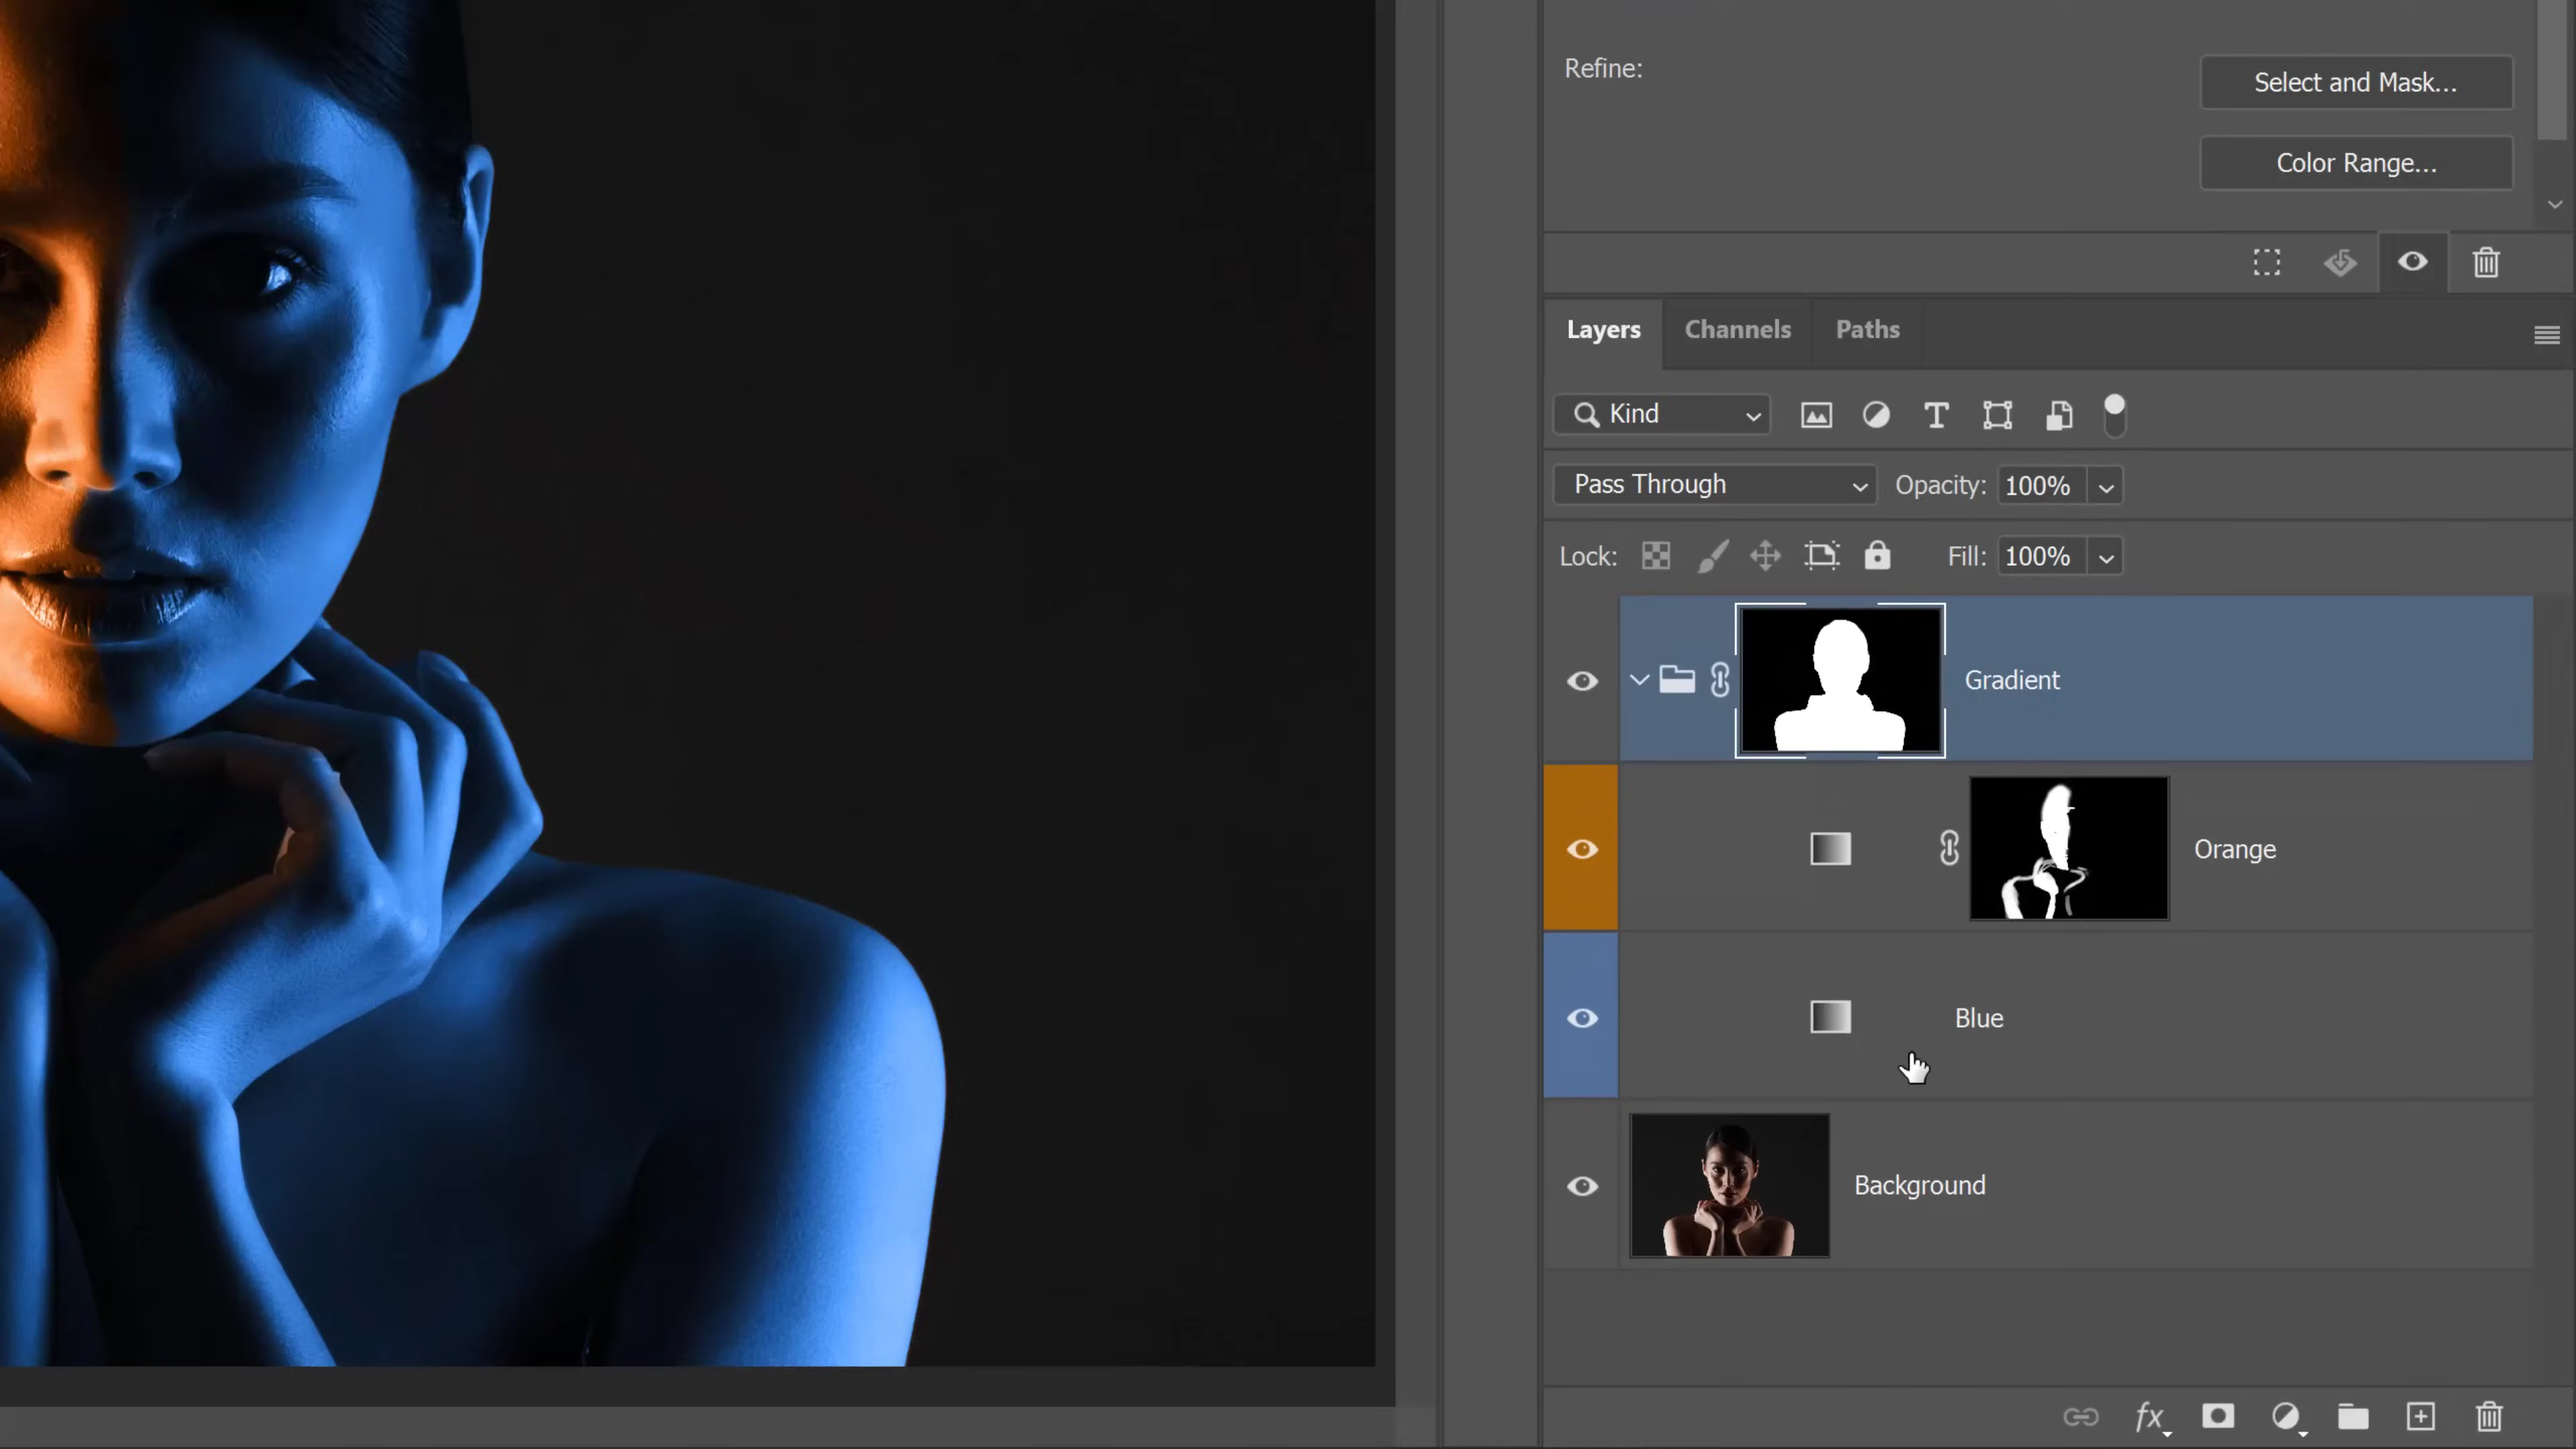 Refine:
Select and Mask...
Color Range...
Layers Channels Paths
Kind
Pass Through Opacity: 100%
Lock: Fill: 100%
Gradient
Orange
Blue
Background
fx